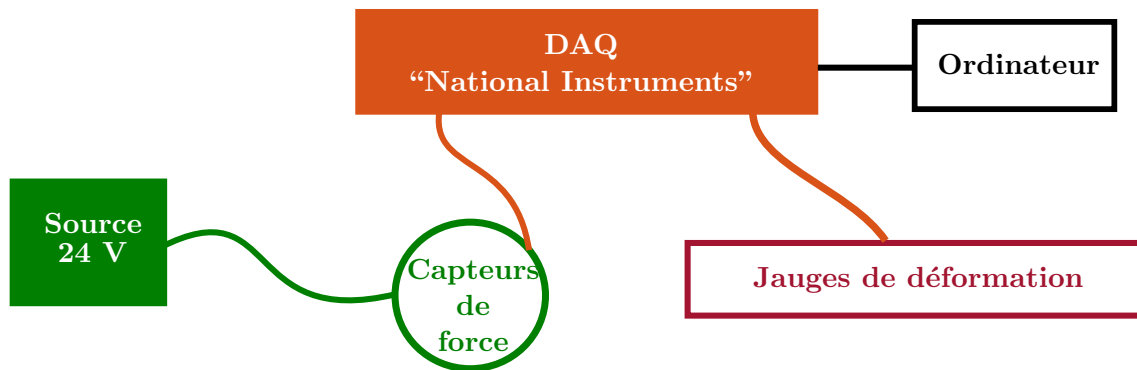 DAQ
“National Instruments”
Ordinateur
Source
24 V
Capteurs
de
force
Jauges de déformation